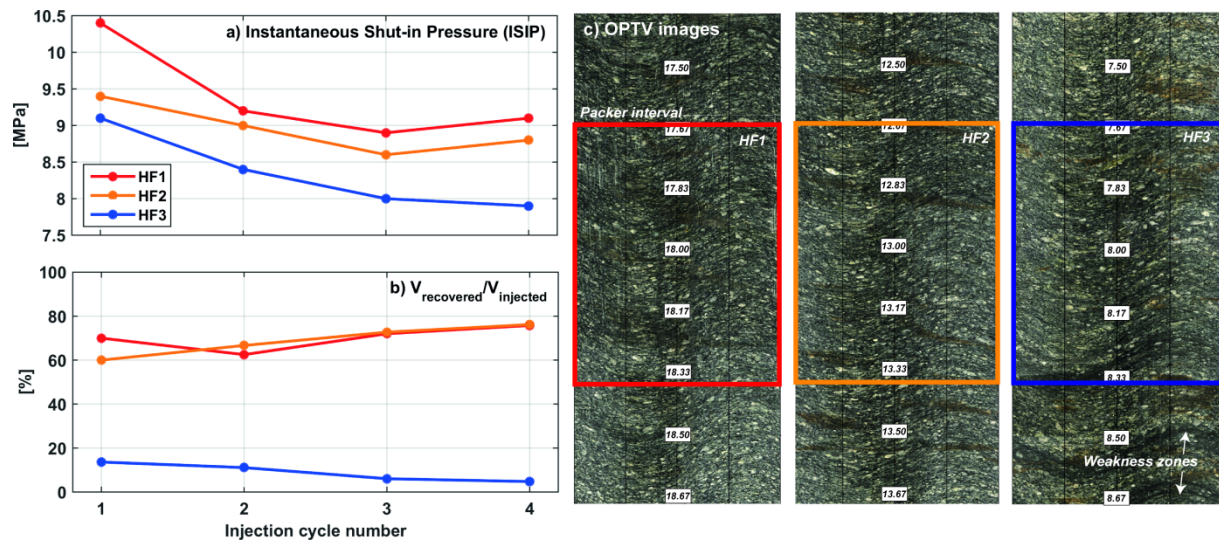 a) Instantaneous Shut-in Pressure (ISIP)
10.5
10
9.5
9
8.5
8
7.5
[MPa]
HF1
HF2
HF3
b) V_recovered/V_injected
100
80
60
40
20
0
[%]
1 2 3 4
Injection cycle number
c) OPTV images
17.50
Packer interval
17.67
HF1
17.83
18.00
18.17
18.33
18.50
18.67
12.50
12.67
HF2
12.83
13.00
13.17
13.33
13.50
13.67
7.50
7.67
HF3
7.83
8.00
8.17
8.33
8.50
Weakness zones
8.67